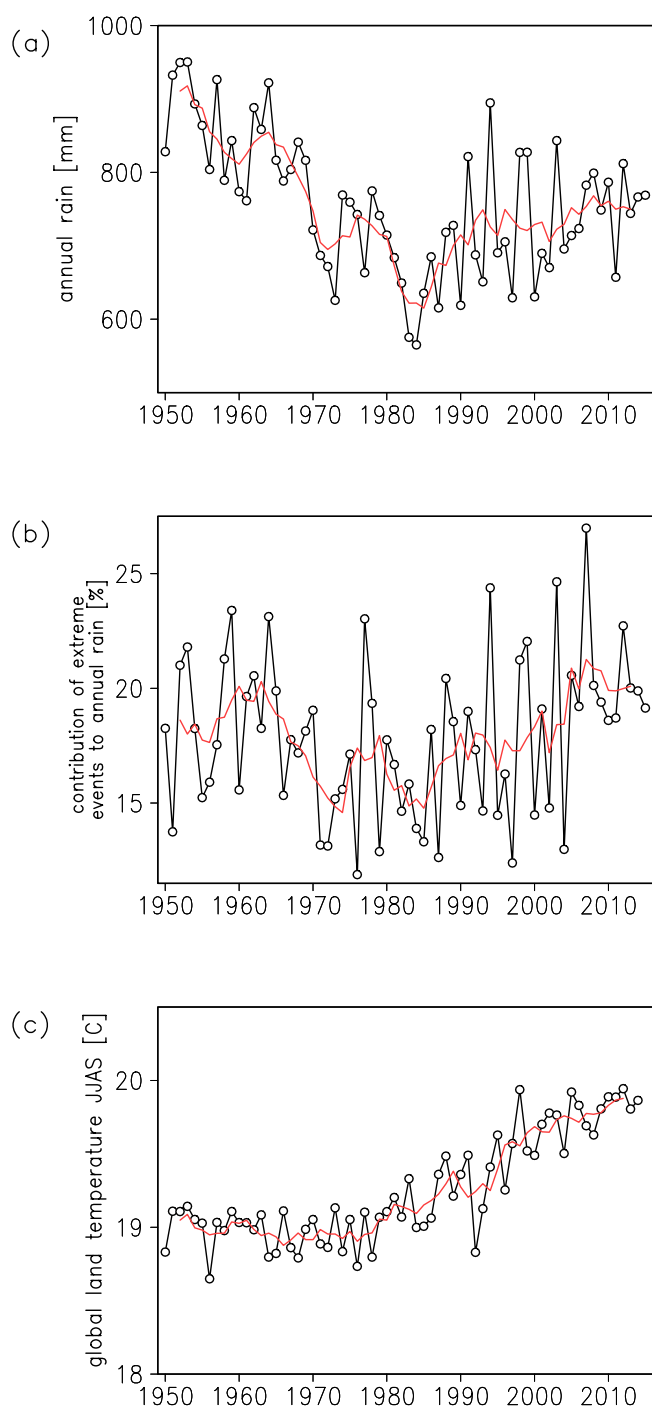 (a)
annual rain [mm]
1000
800
600
1950 1960 1970 1980 1990 2000 2010
(b)
contribution of extreme
events to annual rain [%]
25
20
15
1950 1960 1970 1980 1990 2000 2010
(c)
global land temperature JJAS [C]
20
19
18
1950 1960 1970 1980 1990 2000 2010